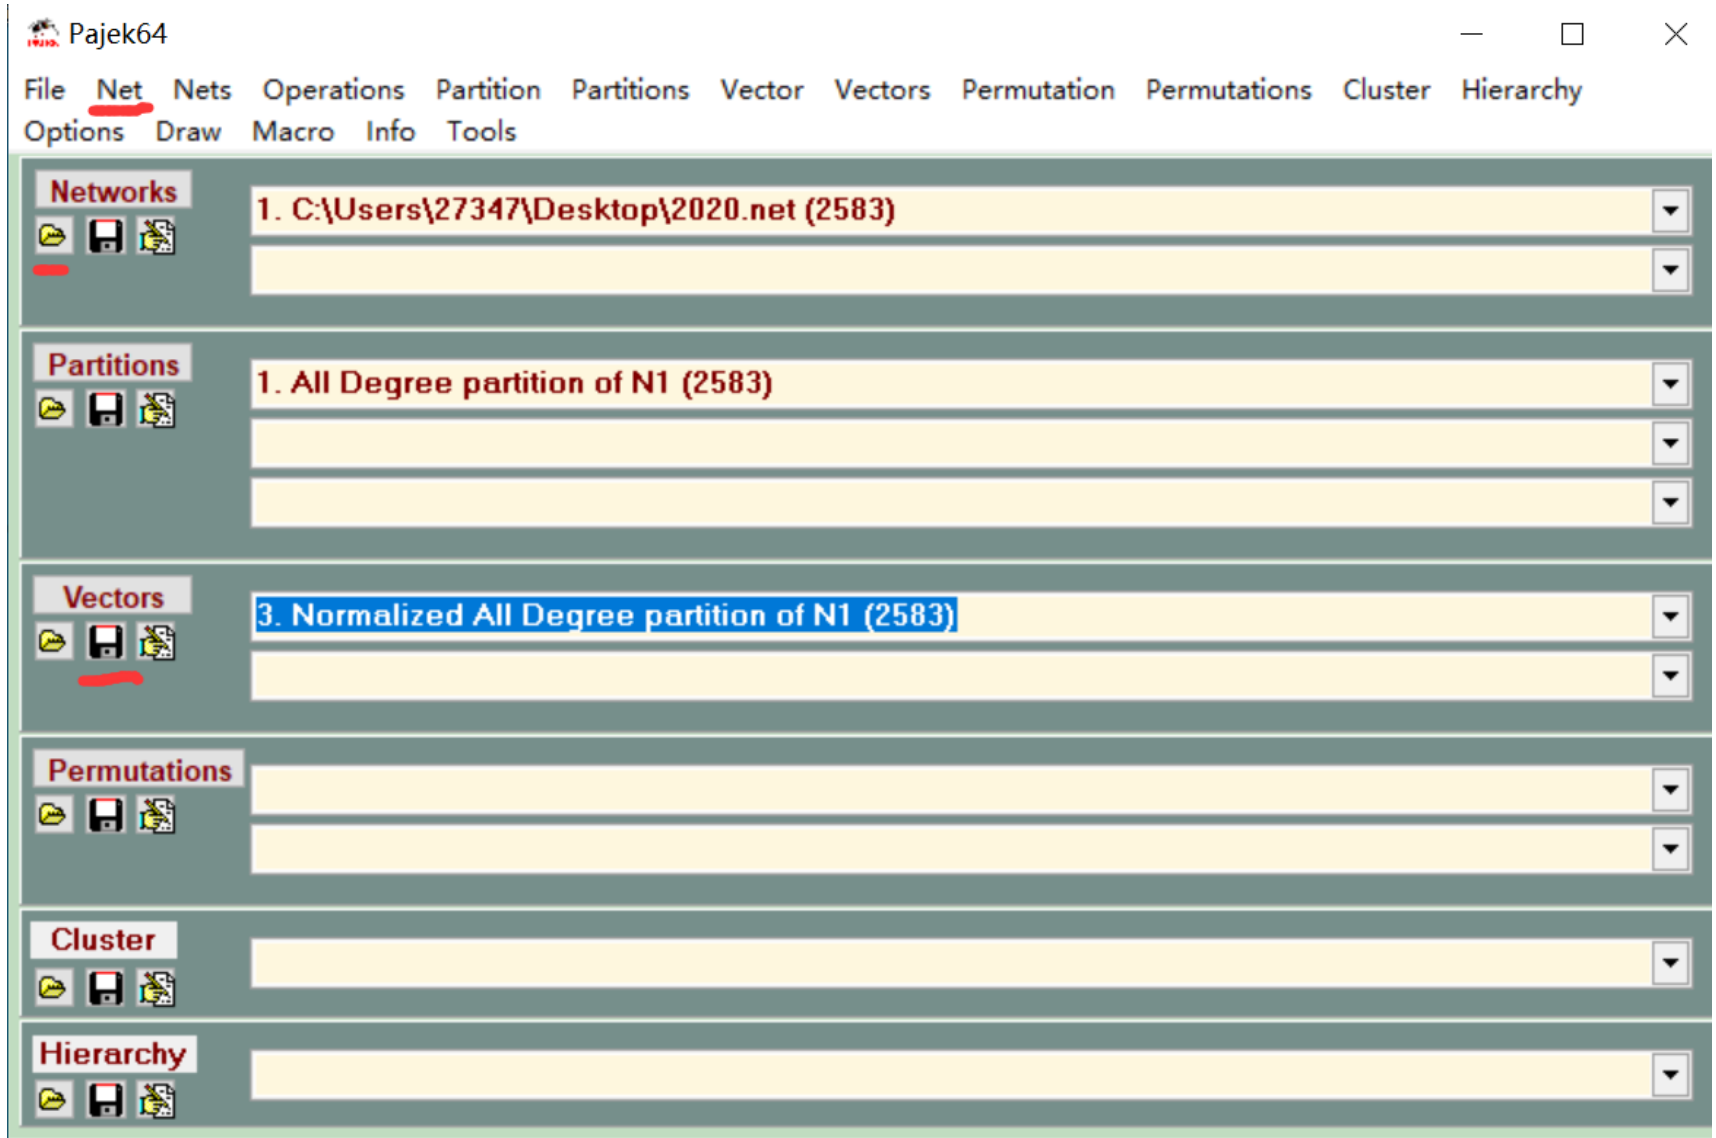 Pajek64
File Net Nets Operations Partition Partitions Vector Vectors Permutation Permutations Cluster Hierarchy
Options Draw Macro Info Tools
Networks
1. C:\Users\27347\Desktop\2020.net (2583)
Partitions
1. All Degree partition of N1 (2583)
Vectors
3. Normalized All Degree partition of N1 (2583)
Permutations
Cluster
Hierarchy